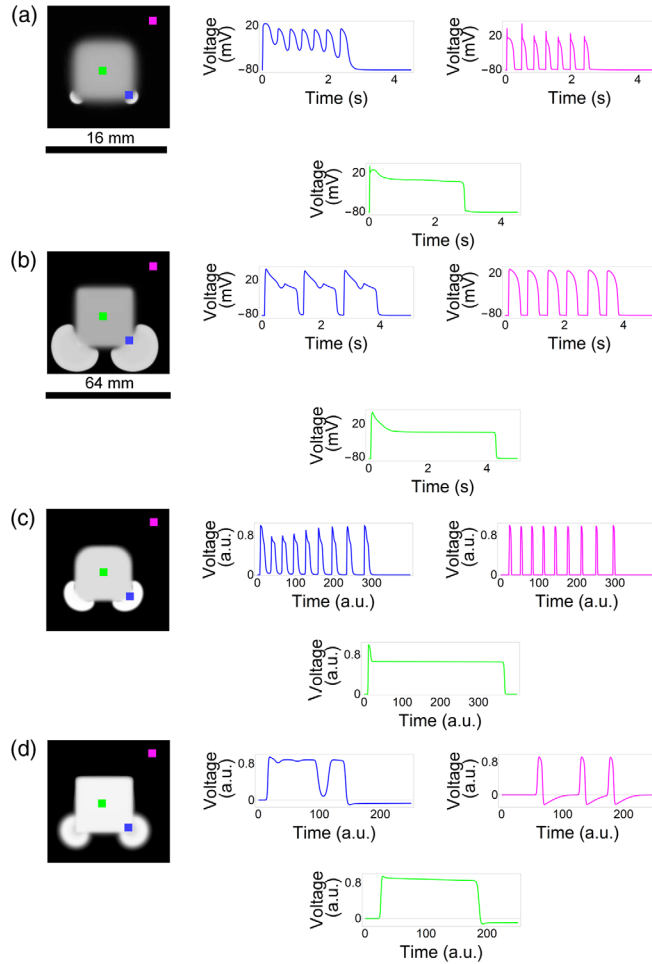 (a)
Voltage (mV)
20
−80
0 2 4
Time (s)
Voltage (mV)
20
−80
0 2 4
Time (s)
16 mm
Voltage (mV)
20
−80
0 2 4
Time (s)
(b)
Voltage (mV)
20
−80
0 2 4
Time (s)
Voltage (mV)
20
−80
0 2 4
Time (s)
64 mm
Voltage (mV)
20
−80
0 2 4
Time (s)
(c)
Voltage (a.u.)
0.8
0
0 100 200 300
Time (a.u.)
Voltage (a.u.)
0.8
0
0 100 200 300
Time (a.u.)
Voltage (a.u.)
0.8
0
0 100 200 300
Time (a.u.)
(d)
Voltage (a.u.)
0.8
0
0 100 200
Time (a.u.)
Voltage (a.u.)
0.8
0
0 100 200
Time (a.u.)
Voltage (a.u.)
0.8
0
0 100 200
Time (a.u.)